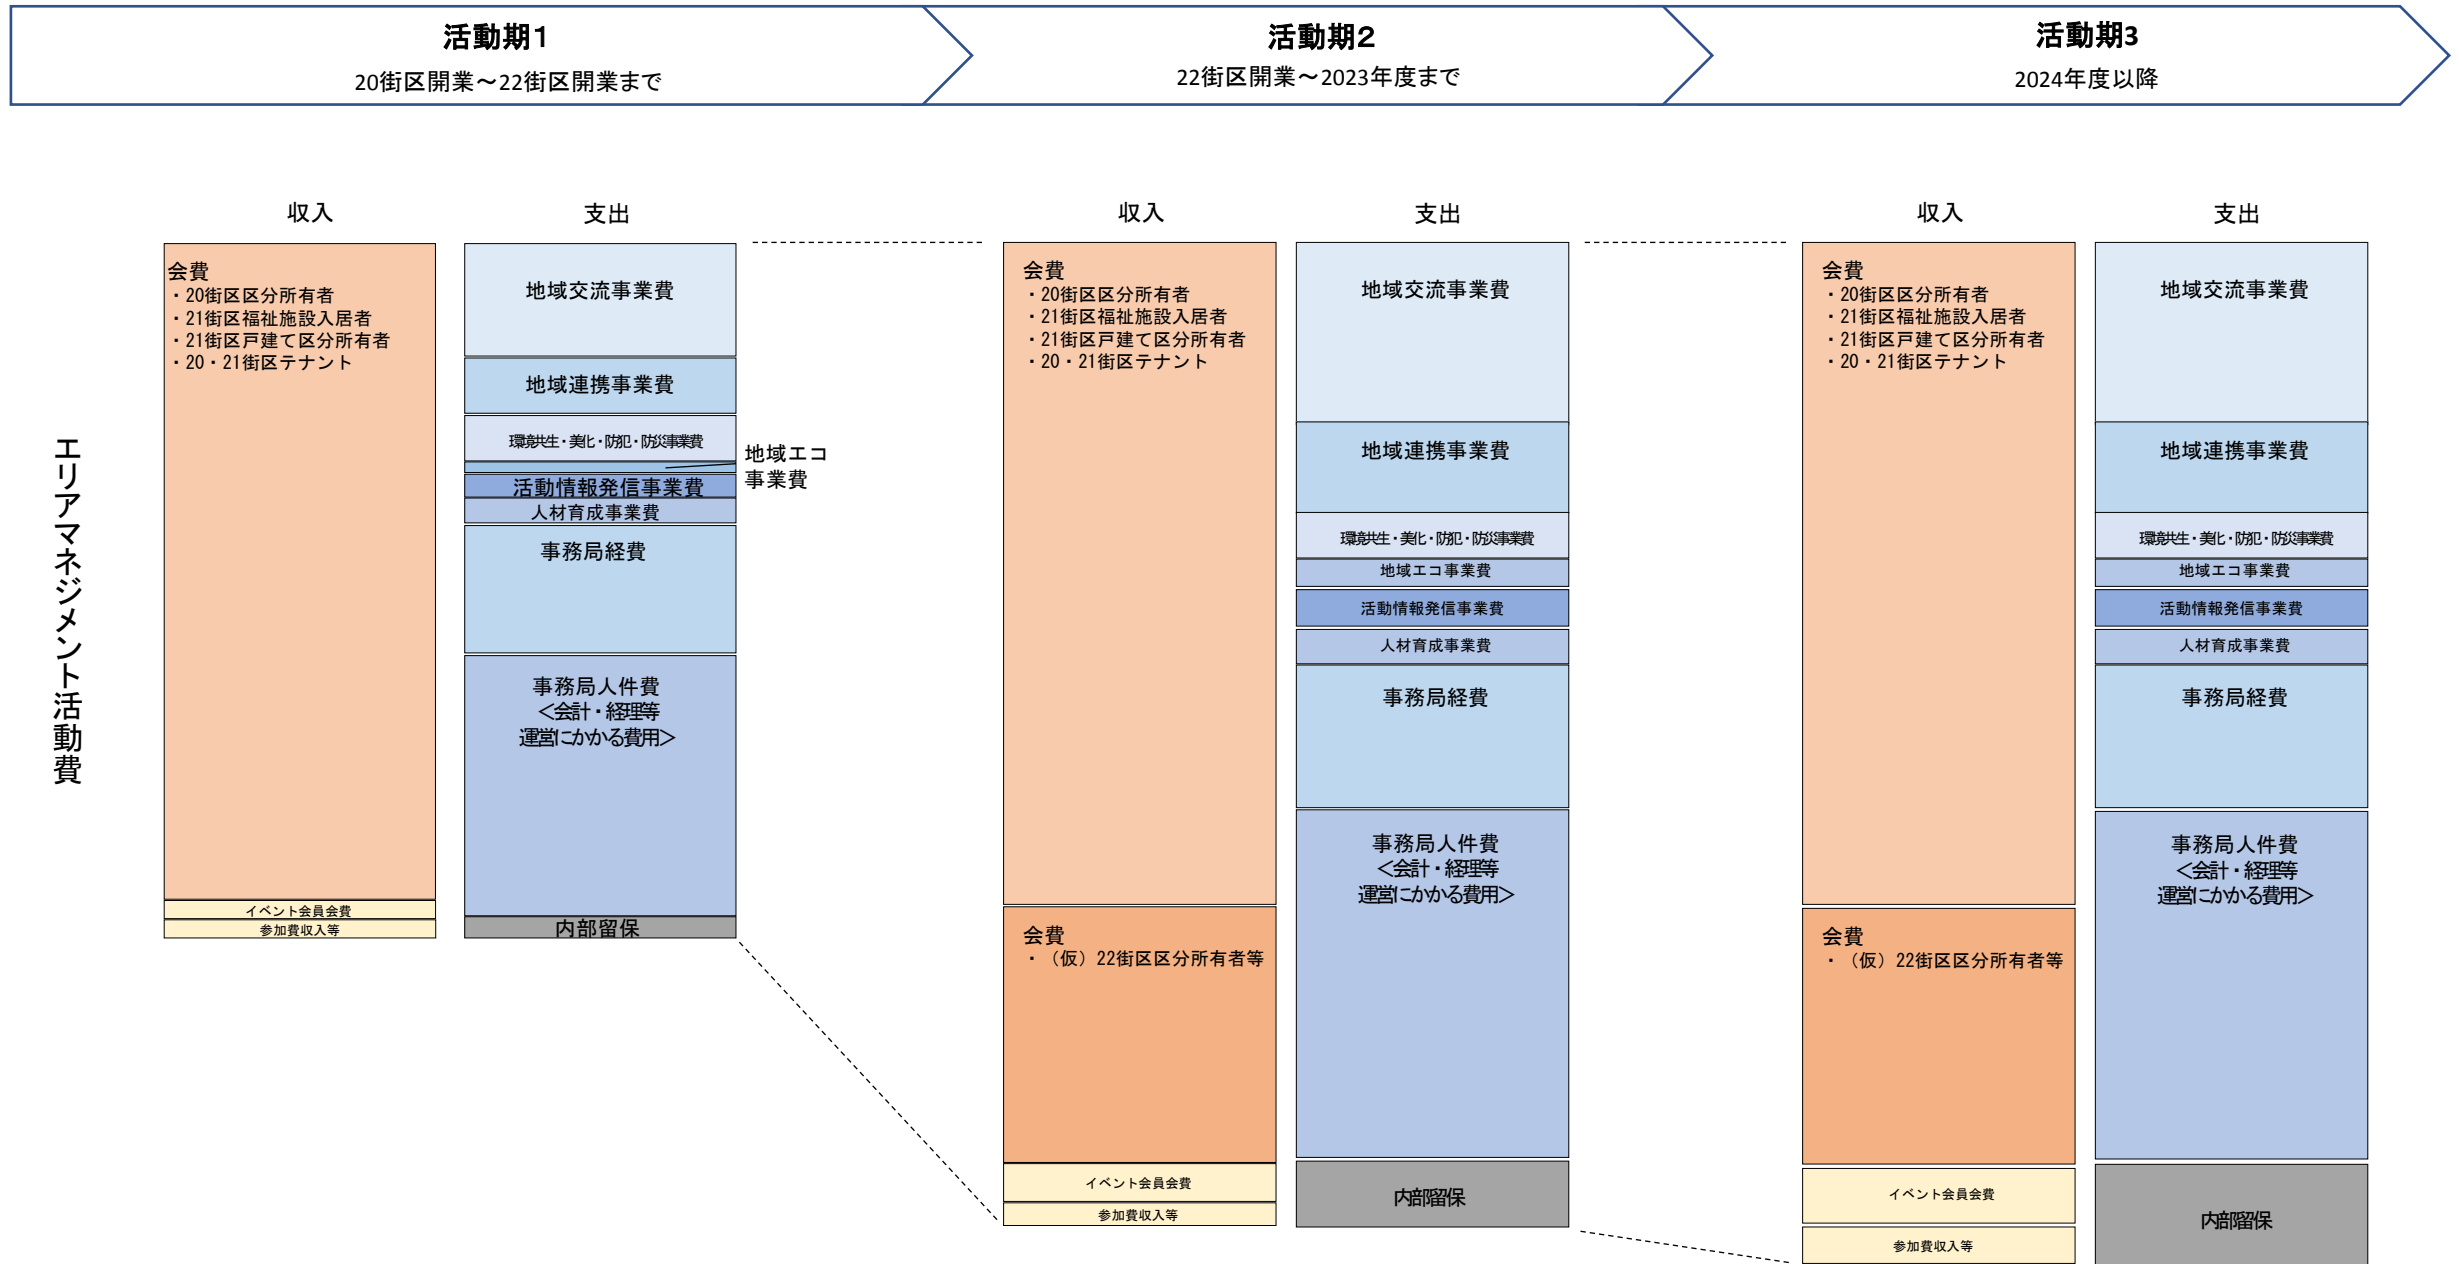 活動期1
20街区開業～22街区開業まで
活動期2
22街区開業～2023年度まで
活動期3
2024年度以降
エリアマネジメント活動費
収入
支出
会費
・20街区区分所有者
・21街区福祉施設入居者
・21街区戸建て区分所有者
・20・21街区テナント
イベント会員会費
参加費収入等
地域交流事業費
地域連携事業費
環境共生・美化・防犯・防災事業費
地域エコ
事業費
活動情報発信事業費
人材育成事業費
事務局経費
事務局人件費
＜会計・経理等
運営にかかる費用＞
内部留保
収入
支出
会費
・20街区区分所有者
・21街区福祉施設入居者
・21街区戸建て区分所有者
・20・21街区テナント
会費
・（仮）22街区区分所有者等
イベント会員会費
参加費収入等
地域交流事業費
地域連携事業費
環境共生・美化・防犯・防災事業費
地域エコ事業費
活動情報発信事業費
人材育成事業費
事務局経費
事務局人件費
＜会計・経理等
運営にかかる費用＞
内部留保
収入
支出
会費
・20街区区分所有者
・21街区福祉施設入居者
・21街区戸建て区分所有者
・20・21街区テナント
会費
・（仮）22街区区分所有者等
イベント会員会費
参加費収入等
地域交流事業費
地域連携事業費
環境共生・美化・防犯・防災事業費
地域エコ事業費
活動情報発信事業費
人材育成事業費
事務局経費
事務局人件費
＜会計・経理等
運営にかかる費用＞
内部留保